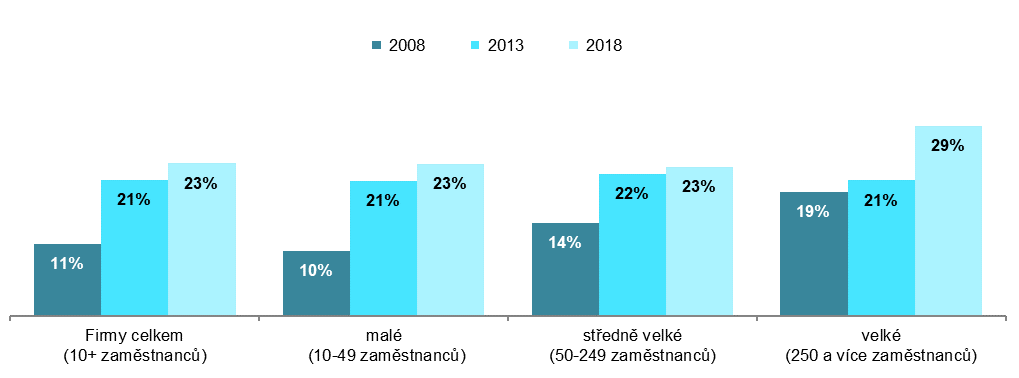 2008 2013 2018
11% 21% 23%
10% 21% 23%
14% 22% 23%
19% 21% 29%
Firmy celkem
(10+ zaměstnanců)
malé
(10-49 zaměstnanců)
středně velké
(50-249 zaměstnanců)
velké
(250 a více zaměstnanců)